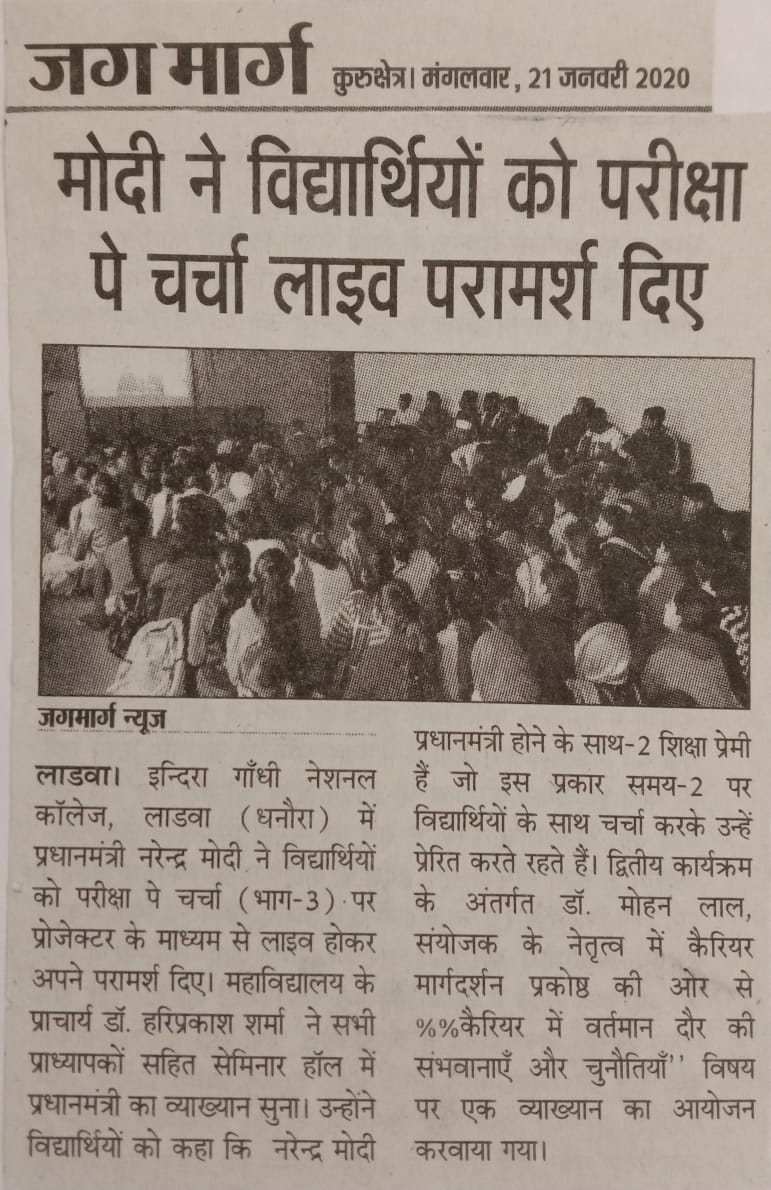 जग मार्ग कुरुक्षेत्र। मंगलवार, 21 जनवरी 2020
मोदी ने विद्यार्थियों को परीक्षा
पे चर्चा लाइव परामर्श दिए
जगमार्ग न्यूज
लाडवा। इन्दिरा गाँधी नेशनल
कॉलेज, लाडवा (धनौरा) में
प्रधानमंत्री नरेन्द्र मोदी ने विद्यार्थियों
को परीक्षा पे चर्चा (भाग-3) पर
प्रोजेक्टर के माध्यम से लाइव होकर
अपने परामर्श दिए। महाविद्यालय के
प्राचार्य डॉ. हरिप्रकाश शर्मा ने सभी
प्राध्यापकों सहित सेमिनार हॉल में
प्रधानमंत्री का व्याख्यान सुना। उन्होंने
विद्यार्थियों को कहा कि नरेन्द्र मोदी
प्रधानमंत्री होने के साथ-2 शिक्षा प्रेमी
हैं जो इस प्रकार समय-2 पर
विद्यार्थियों के साथ चर्चा करके उन्हें
प्रेरित करते रहते हैं। द्वितीय कार्यक्रम
के अंतर्गत डॉ. मोहन लाल,
संयोजक के नेतृत्व में कैरियर
मार्गदर्शन प्रकोष्ठ की ओर से
%%कैरियर में वर्तमान दौर की
संभवानाएँ और चुनौतियाँ’’ विषय
पर एक व्याख्यान का आयोजन
करवाया गया।